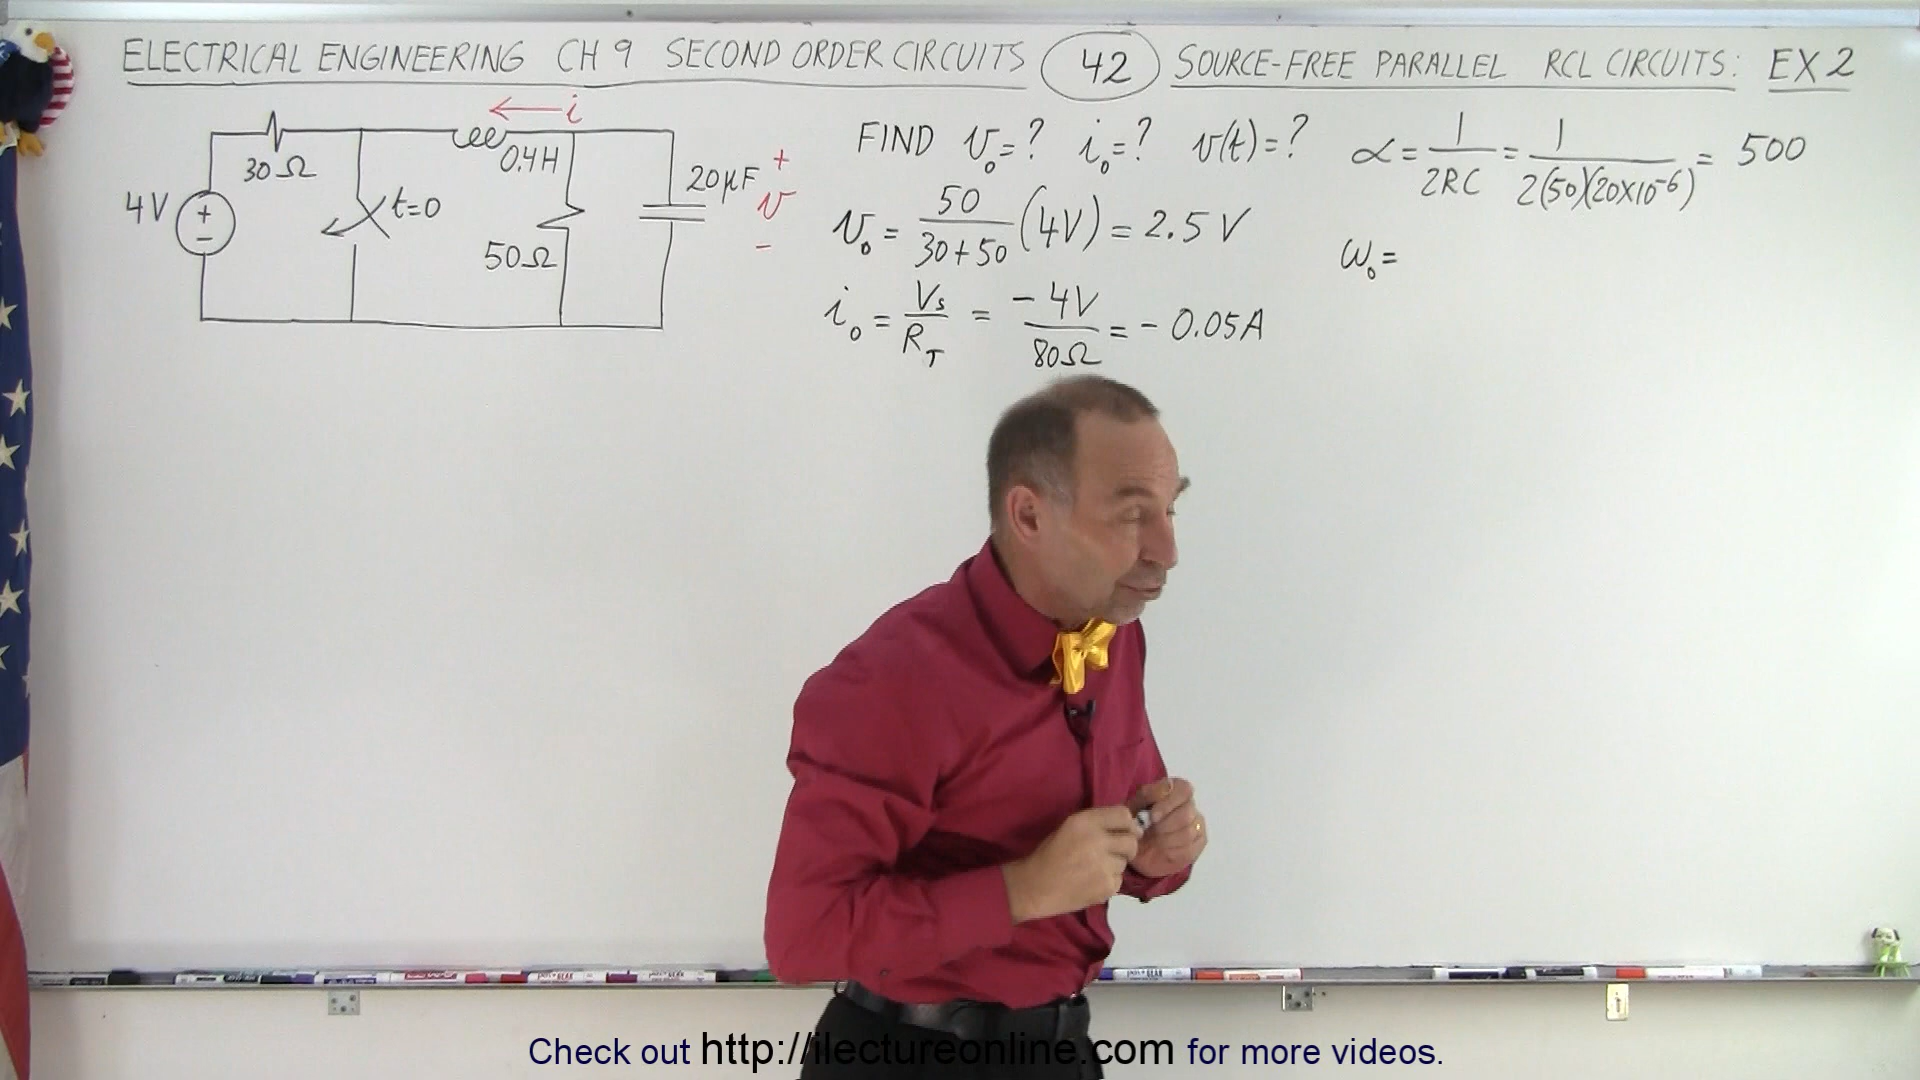 ELECTRICAL ENGINEERING CH 9 SECOND ORDER CIRCUITS 42 SOURCE-FREE PARALLEL RCL CIRCUITS: EX 2
i
30Ω
0.4H
4V
+
−
t=0
50Ω
20µF
+
v
−
FIND v₀=? i₀=? v(t)=?
v₀ = 50/(30+50) (4V) = 2.5 V
i₀ = Vs/R_T = −4V/80Ω = −0.05A
α = 1/2RC = 1/2(50)(20×10⁻⁶) = 500
ω₀ =
Check out http://ilectureonline.com for more videos.